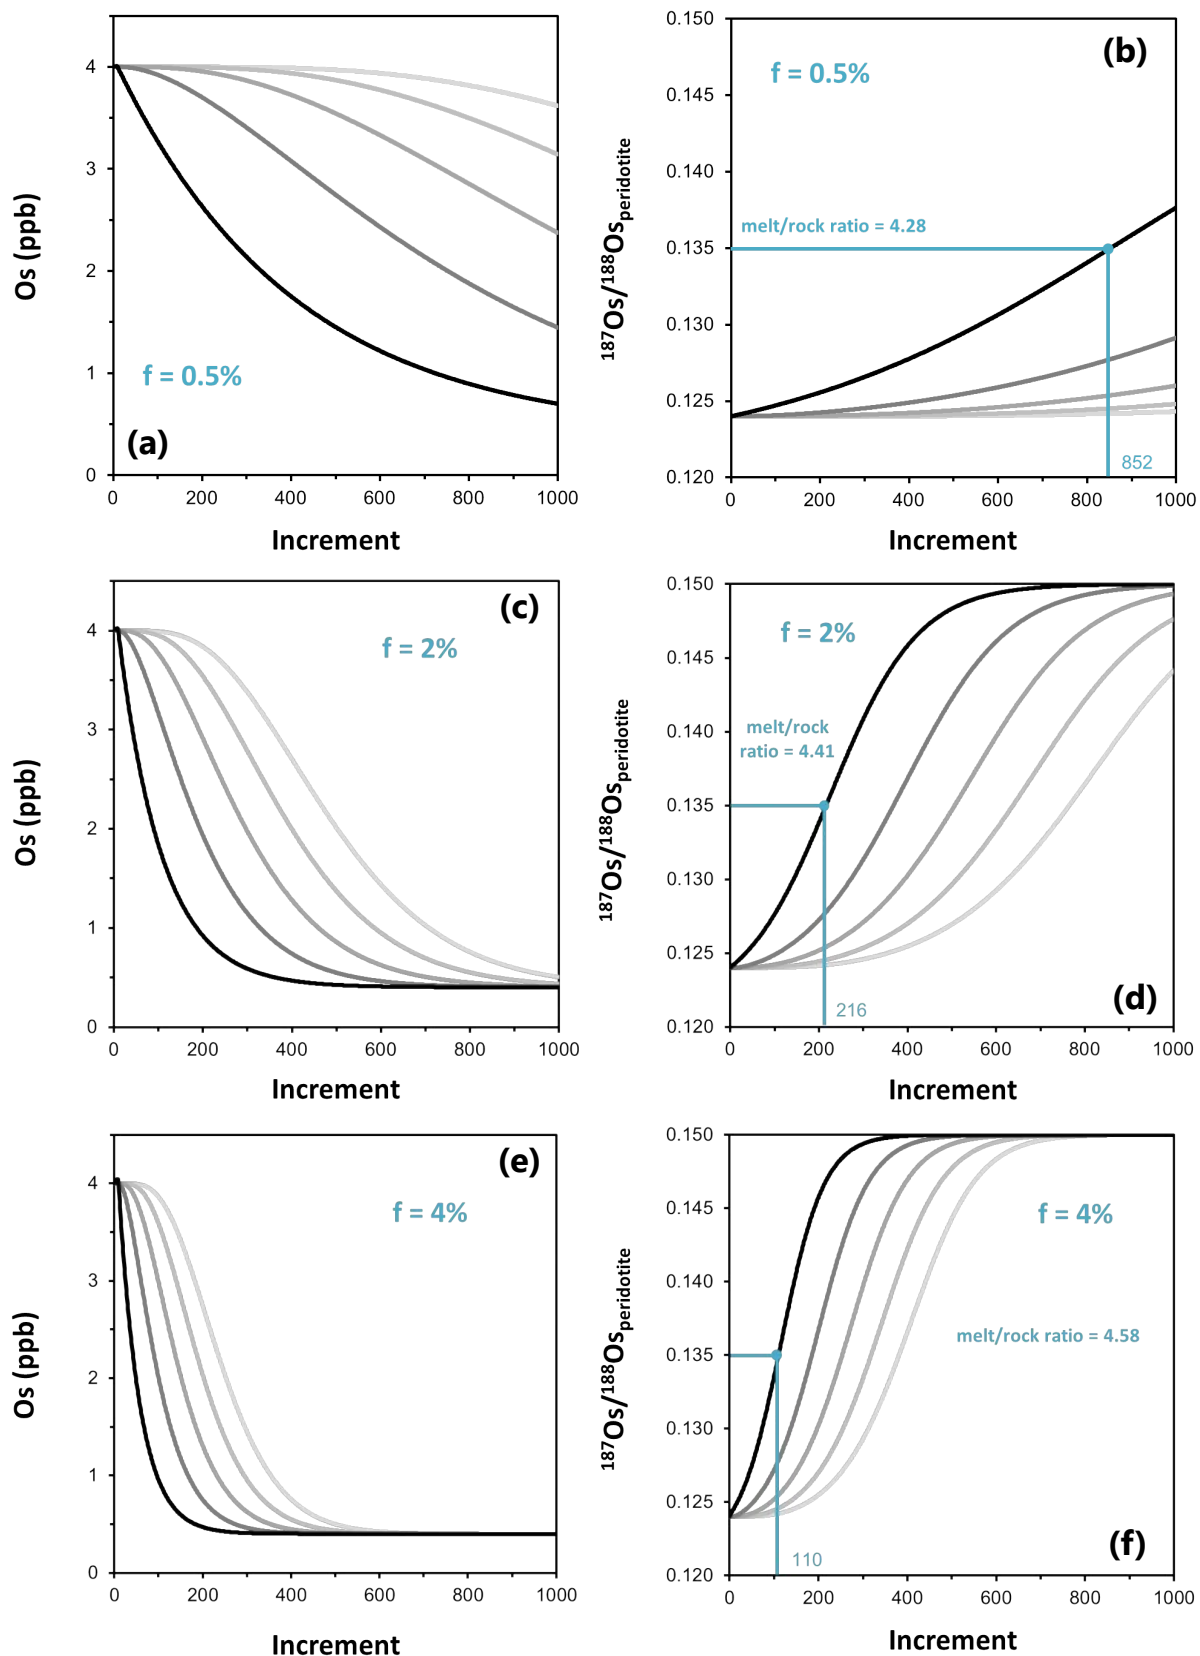 Os (ppb)
4
3
2
1
0
f = 0.5%
(a)
0 200 400 600 800 1000
Increment
187Os/188Osperidotite
0.150
0.145
0.140
0.135
0.130
0.124
0.120
(b)
f = 0.5%
melt/rock ratio = 4.28
852
0 200 400 600 800 1000
Increment
Os (ppb)
4
3
2
1
0
(c)
f = 2%
0 200 400 600 800 1000
Increment
187Os/188Osperidotite
0.150
0.145
0.140
0.135
0.130
0.124
0.120
f = 2%
melt/rock
ratio = 4.41
(d)
216
0 200 400 600 800 1000
Increment
Os (ppb)
4
3
2
1
0
(e)
f = 4%
0 200 400 600 800 1000
Increment
187Os/188Osperidotite
0.150
0.145
0.140
0.135
0.130
0.124
0.120
f = 4%
melt/rock ratio = 4.58
(f)
110
0 200 400 600 800 1000
Increment